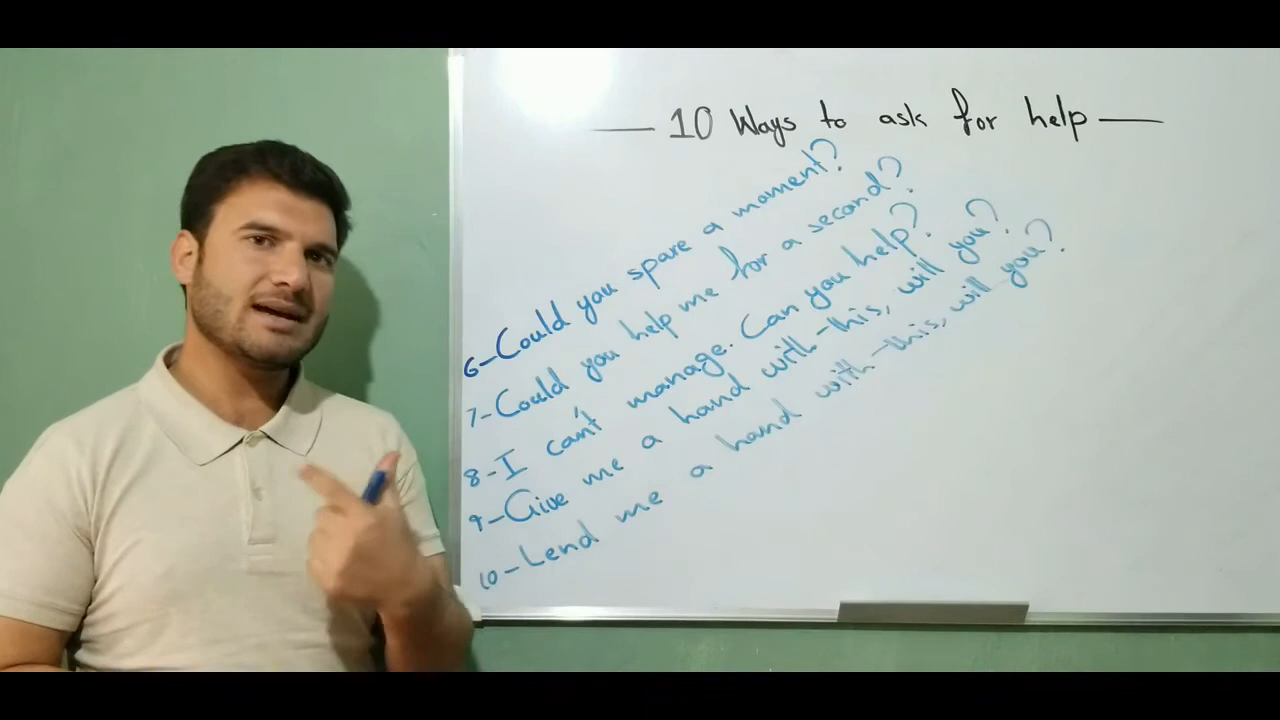 — 10 Ways to ask for help —
6- Could you spare a moment?
7- Could you help me for a second?
8- I can't manage. Can you help?
9- Give me a hand with this, will you?
10- Lend me a hand with this, will you?